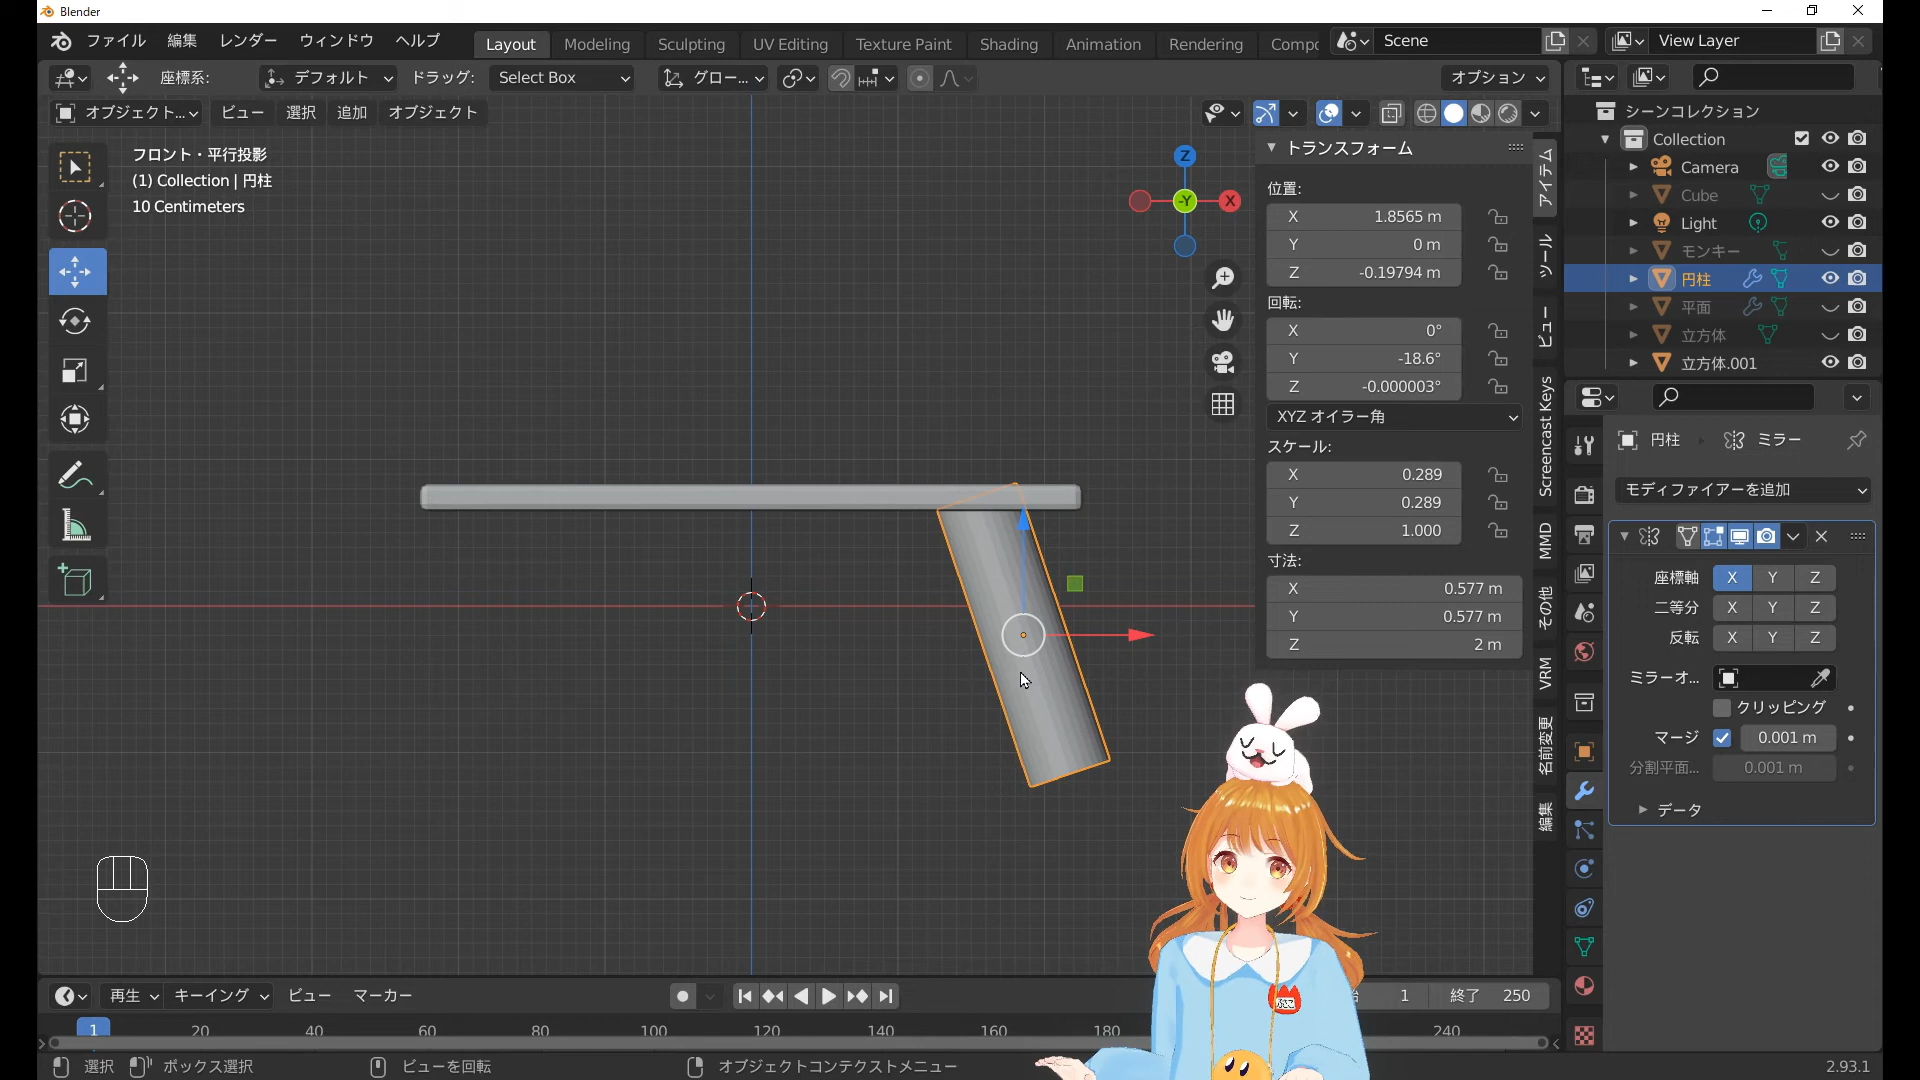 Blender
ファイル 編集 レンダー ウィンドウ ヘルプ Layout Modeling Sculpting UV Editing Texture Paint Shading Animation Rendering Compo Scene View Layer
座標系: デフォルト ドラッグ: Select Box グロー... オプション
オブジェクト... ビュー 選択 追加 オブジェクト
フロント・平行投影
(1) Collection | 円柱
10 Centimeters
Z
-Y
X
トランスフォーム
位置:
X 1.8565 m
Y 0 m
Z -0.19794 m
回転:
X 0°
Y -18.6°
Z -0.000003°
XYZ オイラー角
スケール:
X 0.289
Y 0.289
Z 1.000
寸法:
X 0.577 m
Y 0.577 m
Z 2 m
アイテム
ツール
ビュー
Screencast Keys
MMD
その他
VRM
名前変更
編集
シーンコレクション
Collection
Camera
Cube
Light
モンキー
円柱
平面
立方体
立方体.001
円柱 ミラー
モディファイアーを追加
座標軸 X Y Z
二等分 X Y Z
反転 X Y Z
ミラーオ...
クリッピング
マージ 0.001 m
分割平面... 0.001 m
データ
再生 キーイング ビュー マーカー 1 終了 250
1 20 40 60 80 100 120 140 160 180 240
選択 ボックス選択 ビューを回転 オブジェクトコンテクストメニュー 2.93.1